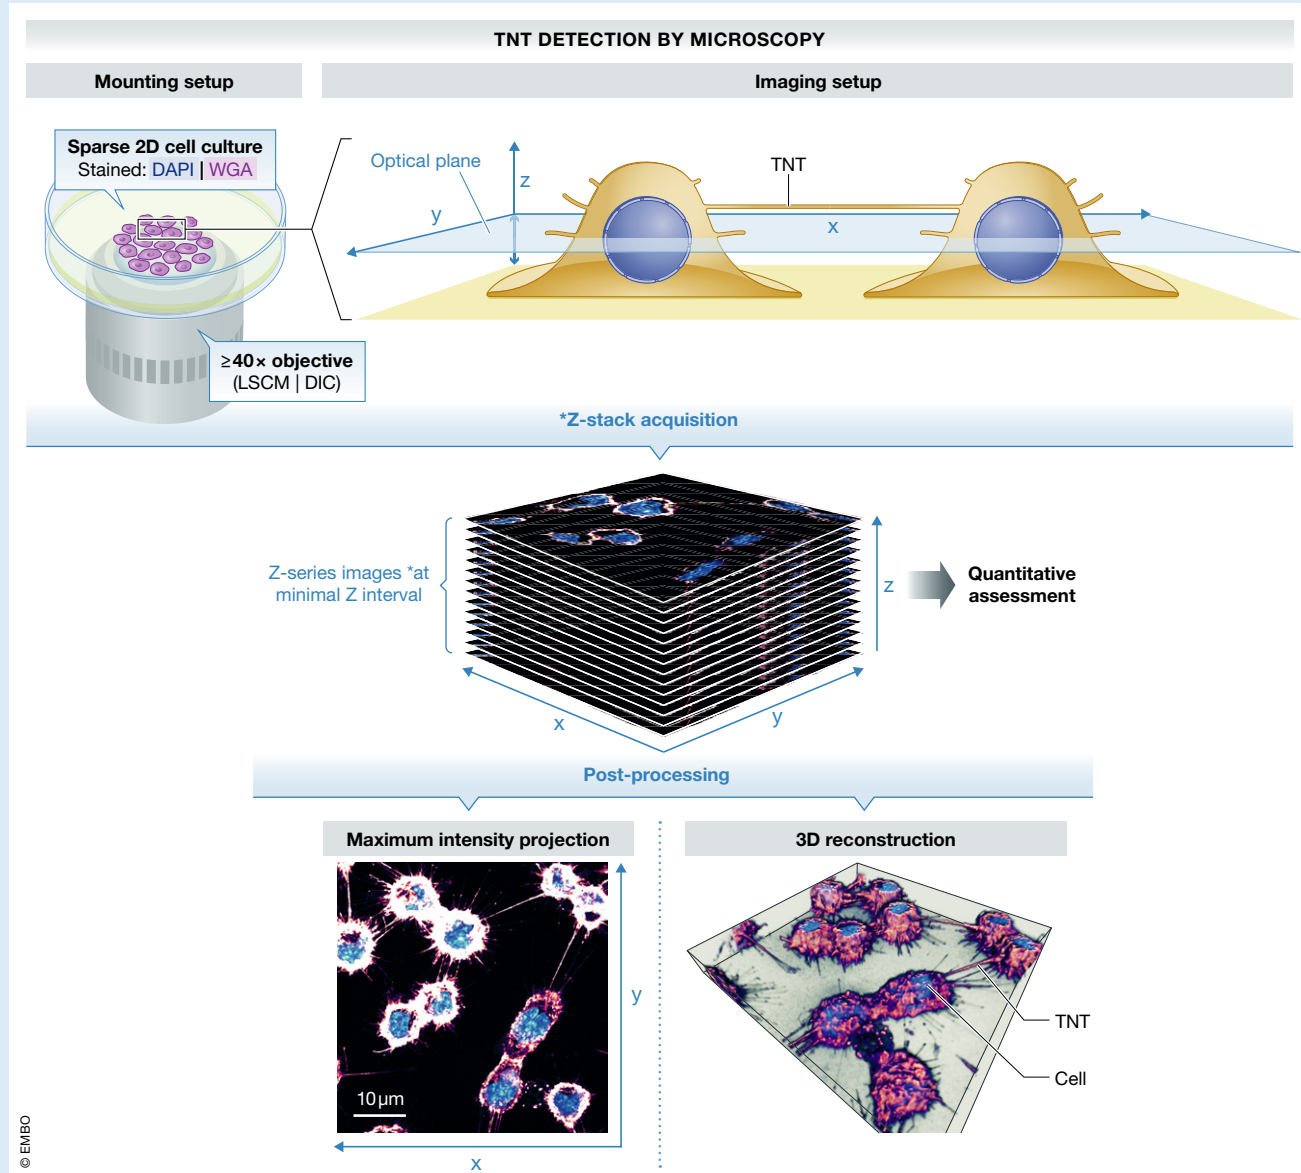 TNT DETECTION BY MICROSCOPY
Mounting setup
Imaging setup
Sparse 2D cell culture
Stained: DAPI | WGA
≥40× objective
(LSCM | DIC)
Optical plane
z
y
x
TNT
*Z-stack acquisition
Z-series images *at
minimal Z interval
z
x
y
Quantitative
assessment
Post-processing
Maximum intensity projection
3D reconstruction
y
10 µm
x
TNT
Cell
© EMBO